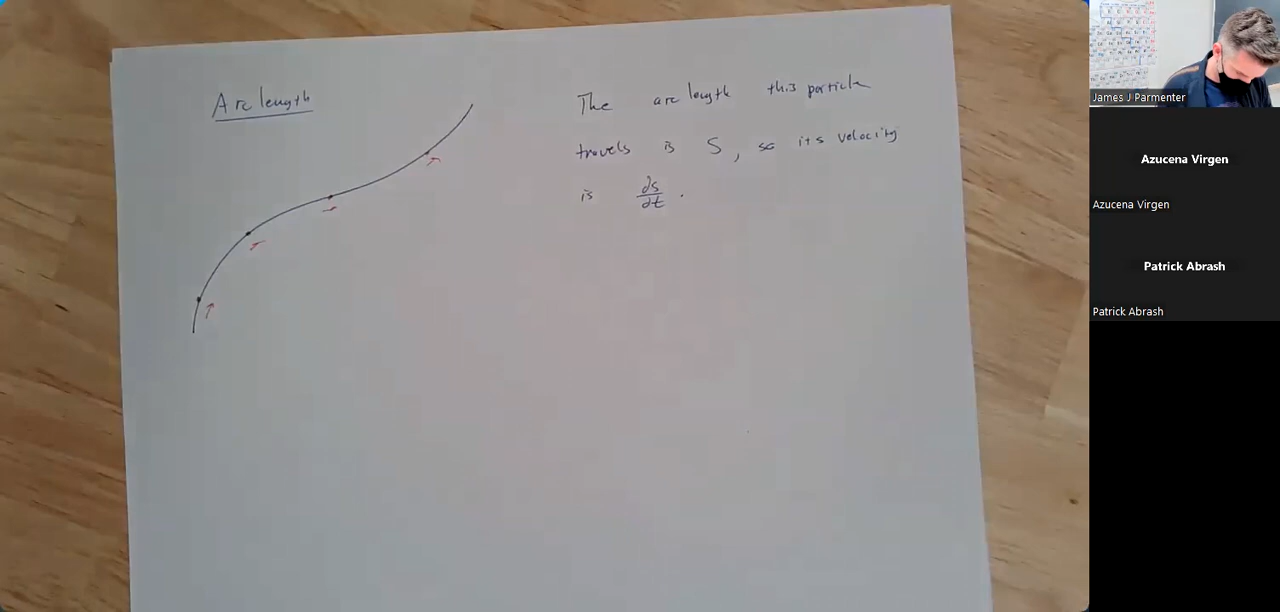 Arc length
The arc length this particle
travels is S, so its velocity
is ds/dt.
James J Parmenter
Azucena Virgen
Azucena Virgen
Patrick Abrash
Patrick Abrash